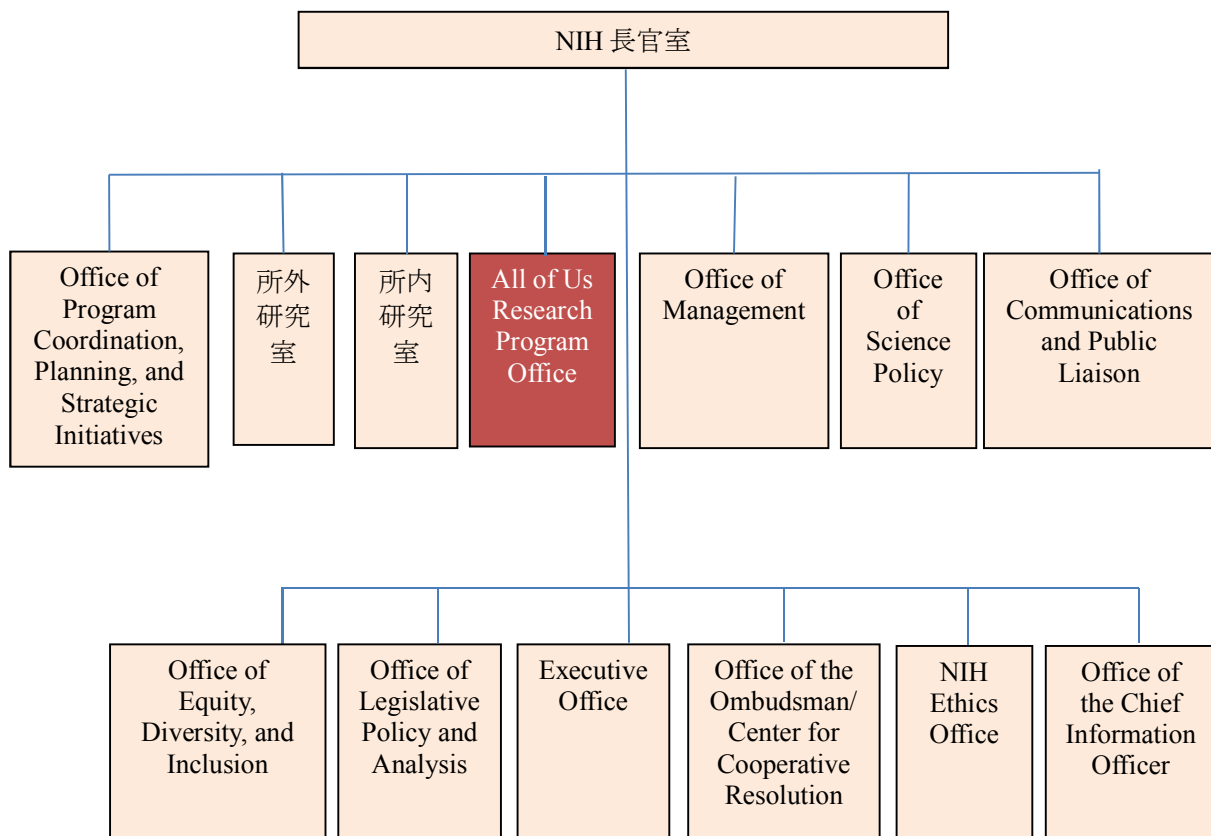 NIH 長官室
Office of
Program
Coordination,
Planning, and
Strategic
Initiatives
所外
研究
室
所内
研究
室
All of Us
Research
Program
Office
Office of
Management
Office
of
Science
Policy
Office of
Communications
and Public
Liaison
Office of
Equity,
Diversity, and
Inclusion
Office of
Legislative
Policy and
Analysis
Executive
Office
Office of the
Ombudsman/
Center for
Cooperative
Resolution
NIH
Ethics
Office
Office of
the Chief
Information
Officer